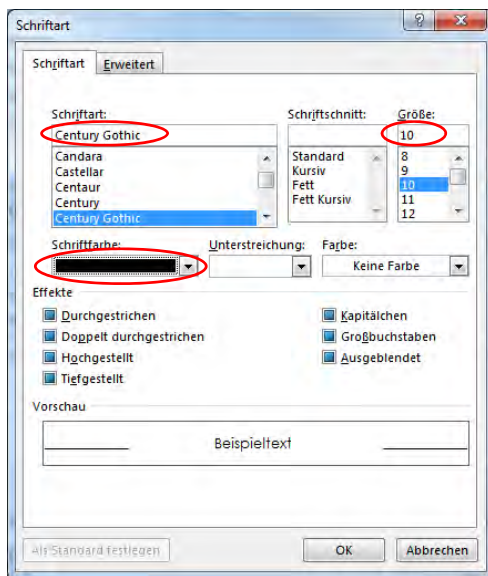 Schriftart
Schriftart Erweitert
Schriftart: Schriftschnitt: Größe:
Century Gothic 10
Candara Standard 8
Castellar Kursiv 9
Centaur Fett 10
Century Fett Kursiv 11
Century Gothic 12
Schriftfarbe: Unterstreichung: Farbe:
Keine Farbe
Effekte
Durchgestrichen Kapitälchen
Doppelt durchgestrichen Großbuchstaben
Hochgestellt Ausgeblendet
Tiefgestellt
Vorschau
Beispieltext
Als Standard festlegen OK Abbrechen